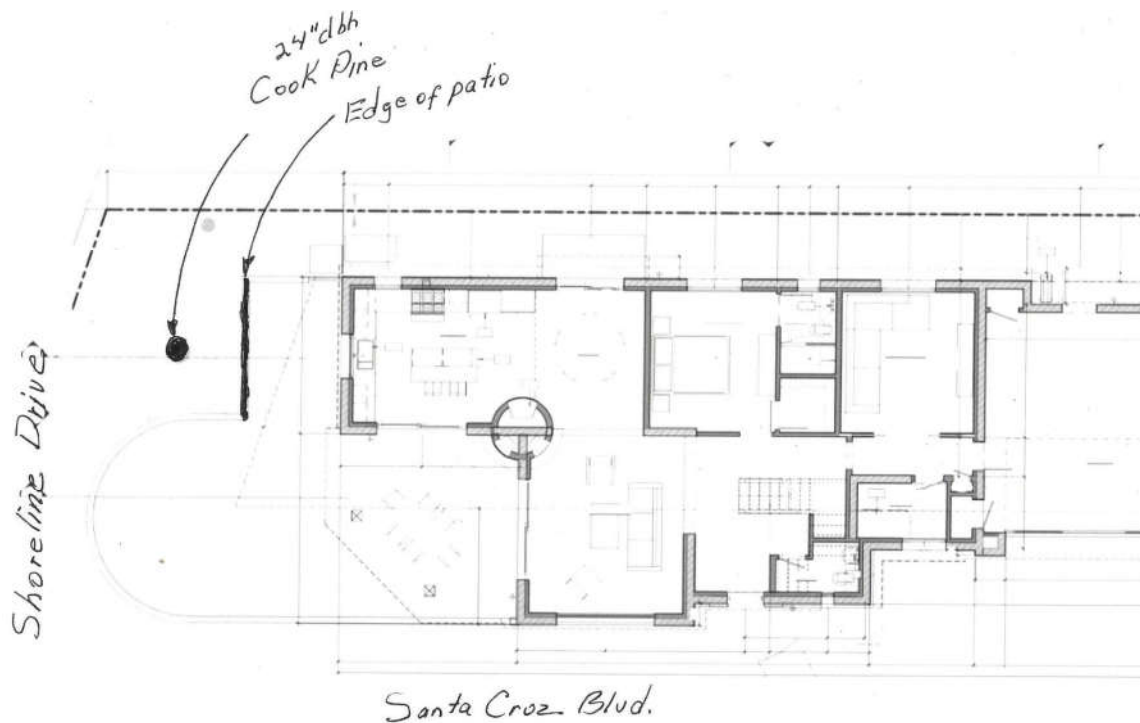 24"dbh
Cook Pine
Edge of patio
Shoreline Drive
Santa Cruz Blvd.